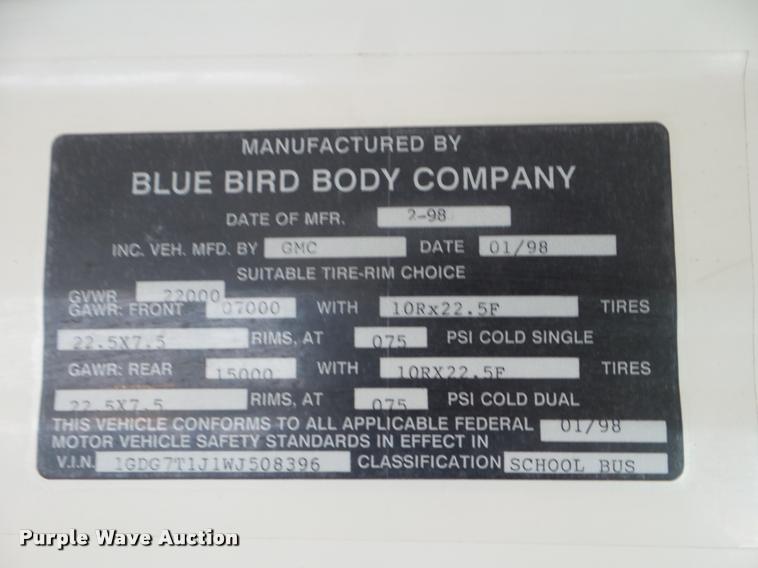 MANUFACTURED BY
BLUE BIRD BODY COMPANY
DATE OF MFR. 2-98
INC. VEH. MFD. BY GMC DATE 01/98
SUITABLE TIRE-RIM CHOICE
GVWR 22000
GAWR: FRONT 07000 WITH 10Rx22.5F TIRES
22.5X7.5 RIMS, AT 075 PSI COLD SINGLE
GAWR: REAR 15000 WITH 10RX22.5F TIRES
22.5X7.5 RIMS, AT 075 PSI COLD DUAL
THIS VEHICLE CONFORMS TO ALL APPLICABLE FEDERAL 01/98
MOTOR VEHICLE SAFETY STANDARDS IN EFFECT IN
V.I.N. 1GDG7T1J1WJ508396 CLASSIFICATION SCHOOL BUS
Purple Wave Auction